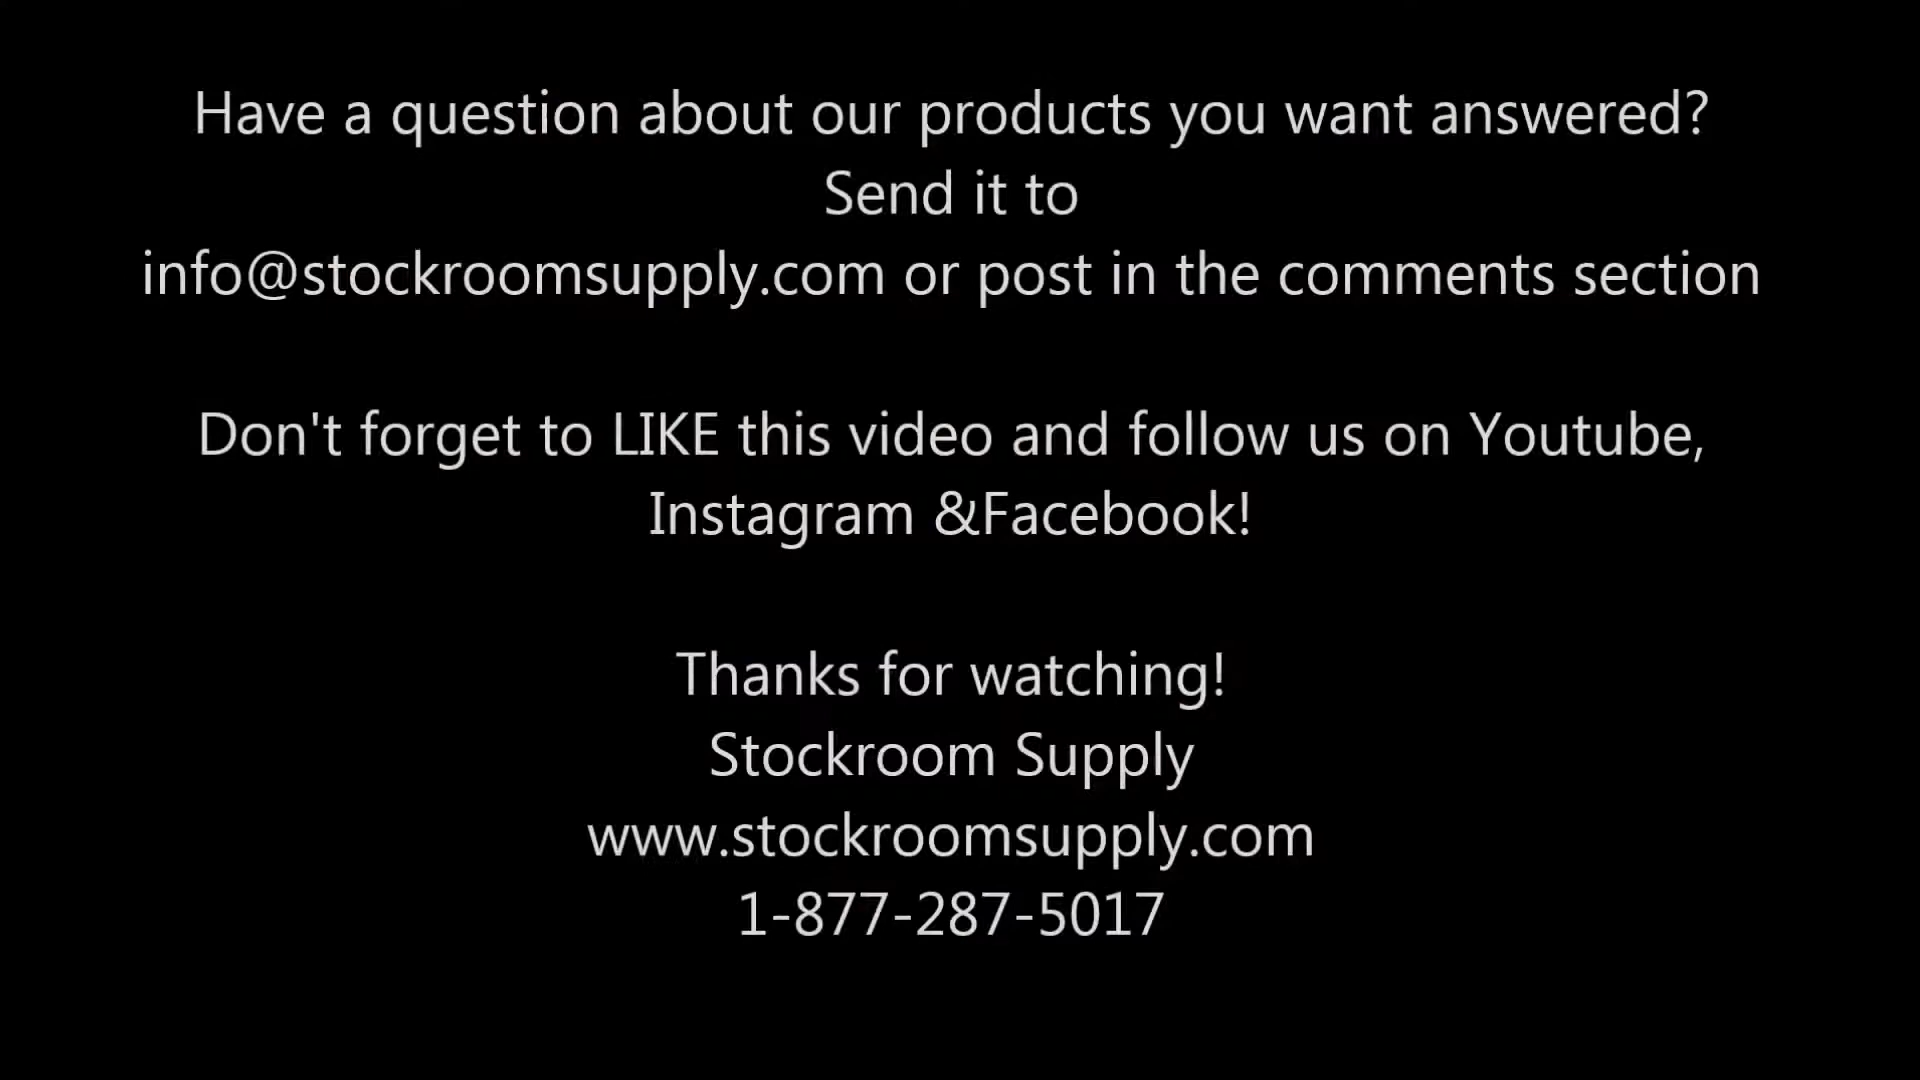 Have a question about our products you want answered?
Send it to
info@stockroomsupply.com or post in the comments section
Don't forget to LIKE this video and follow us on Youtube,
Instagram &Facebook!
Thanks for watching!
Stockroom Supply
www.stockroomsupply.com
1-877-287-5017